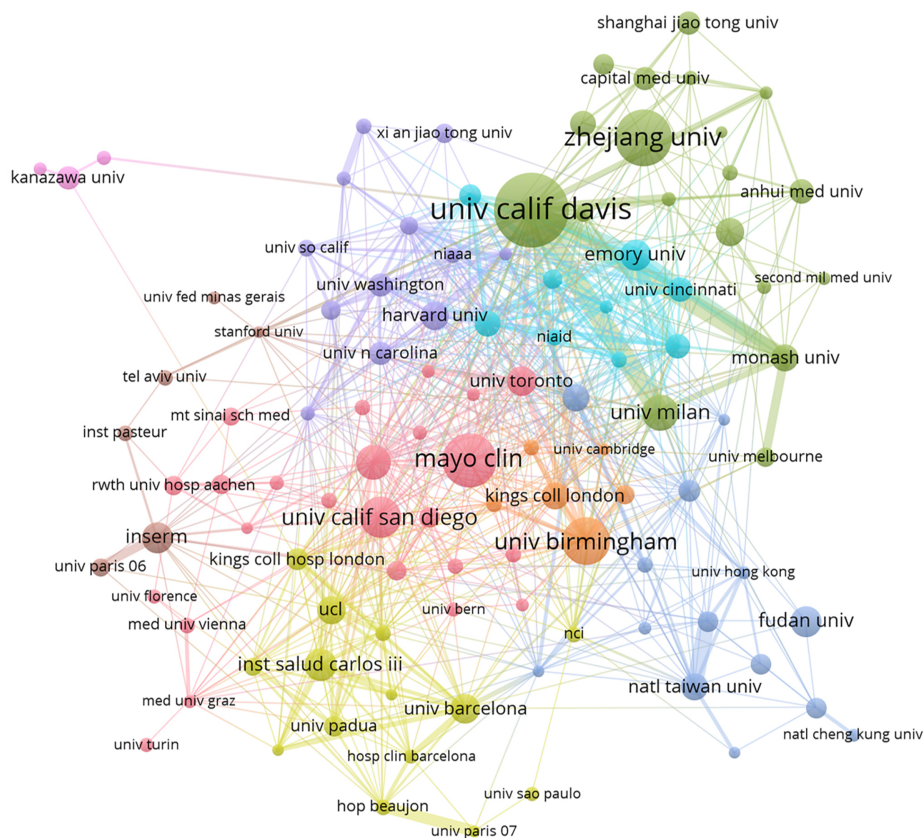 shanghai jiao tong univ
capital med univ
xi an jiao tong univ
zhejiang univ
kanazawa univ
anhui med univ
univ calif davis
univ so calif
niaaa
emory univ
second mil med univ
univ washington
univ cincinnati
univ fed minas gerais
harvard univ
stanford univ
niaid
univ n carolina
monash univ
tel aviv univ
univ toronto
mt sinai sch med
univ milan
inst pasteur
mayo clin
univ cambridge
univ melbourne
rwth univ hosp aachen
kings coll london
univ calif san diego
inserm
univ birmingham
kings coll hosp london
univ paris 06
univ hong kong
univ florence
ucl
univ bern
med univ vienna
nci
fudan univ
inst salud carlos iii
natl taiwan univ
med univ graz
univ barcelona
univ padua
natl cheng kung univ
univ turin
hosp clin barcelona
univ sao paulo
hop beaujon
univ paris 07